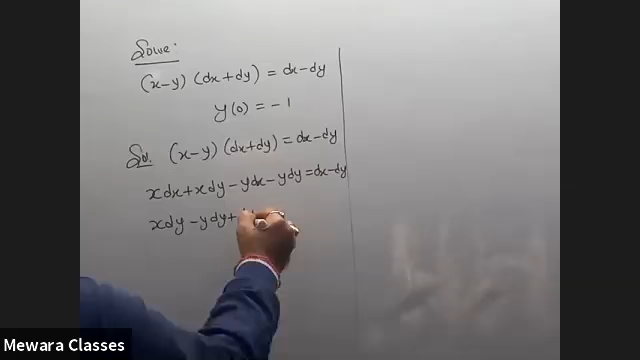 Solve:
(x-y) (dx+dy) = dx-dy
y(0) = -1
Sol. (x-y) (dx+dy) = dx-dy
xdx+xdy-ydx-ydy=dx-dy
xdy-ydy+
Mewara Classes